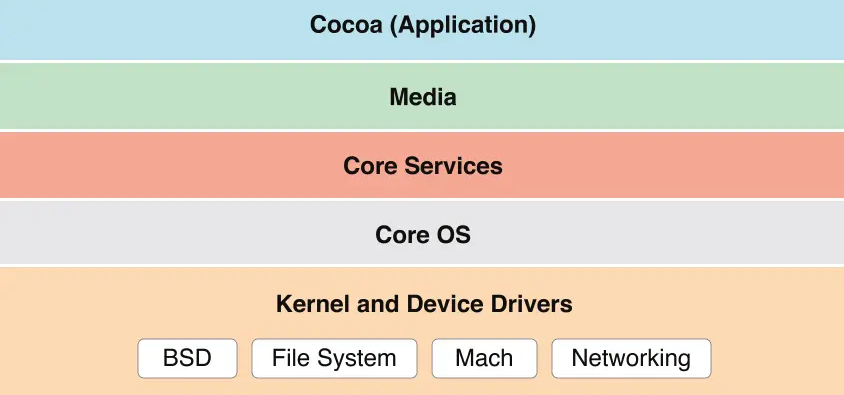 Cocoa (Application)
Media
Core Services
Core OS
Kernel and Device Drivers
BSD File System Mach Networking